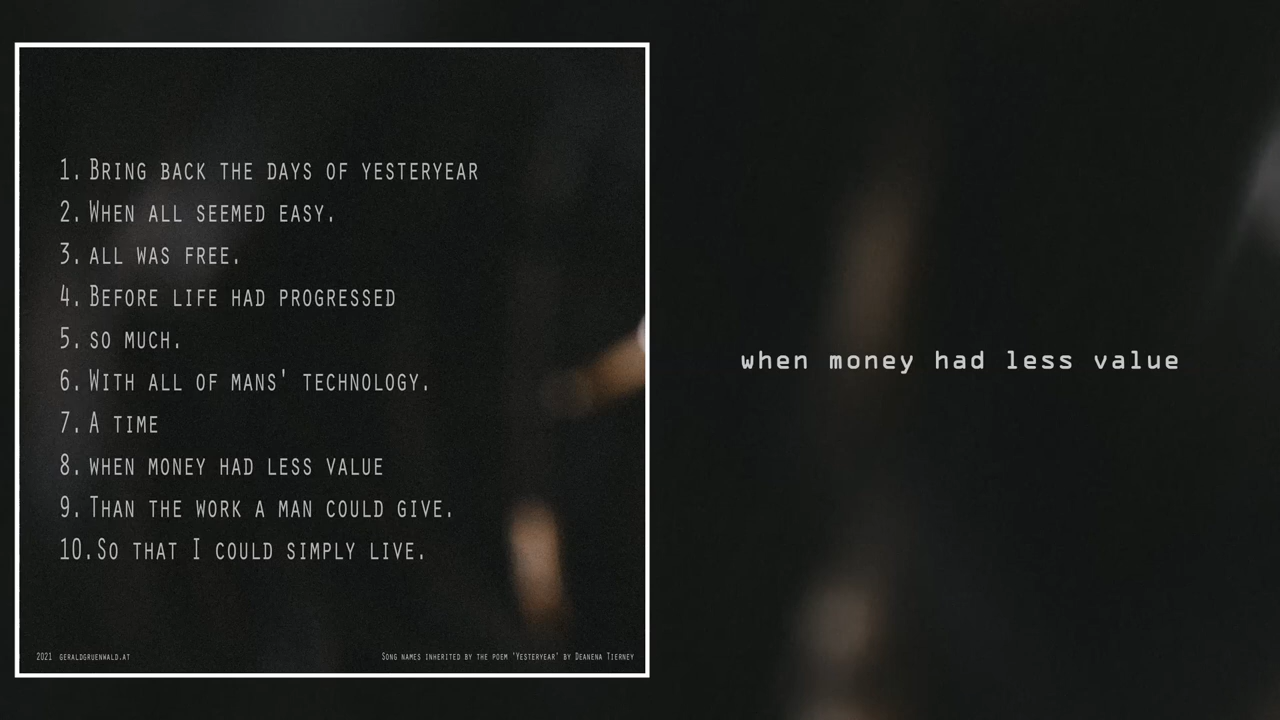 1. Bring back the days of yesteryear
2. When all seemed easy.
3. all was free.
4. Before life had progressed
5. so much.
6. With all of mans' technology.
7. A time
8. when money had less value
9. Than the work a man could give.
10. So that I could simply live.
2021 geraldgruenwald.at
Song names inherited by the poem 'Yesteryear' by Deanena Tierney
when money had less value